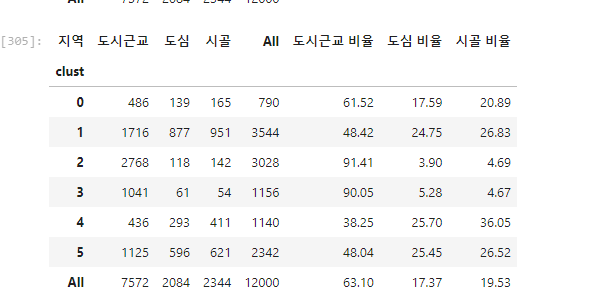 All 7572 2084 2344 12000
[305]: 지역 도시근교 도심 시골 All 도시근교 비율 도심 비율 시골 비율
clust
0 486 139 165 790 61.52 17.59 20.89
1 1716 877 951 3544 48.42 24.75 26.83
2 2768 118 142 3028 91.41 3.90 4.69
3 1041 61 54 1156 90.05 5.28 4.67
4 436 293 411 1140 38.25 25.70 36.05
5 1125 596 621 2342 48.04 25.45 26.52
All 7572 2084 2344 12000 63.10 17.37 19.53